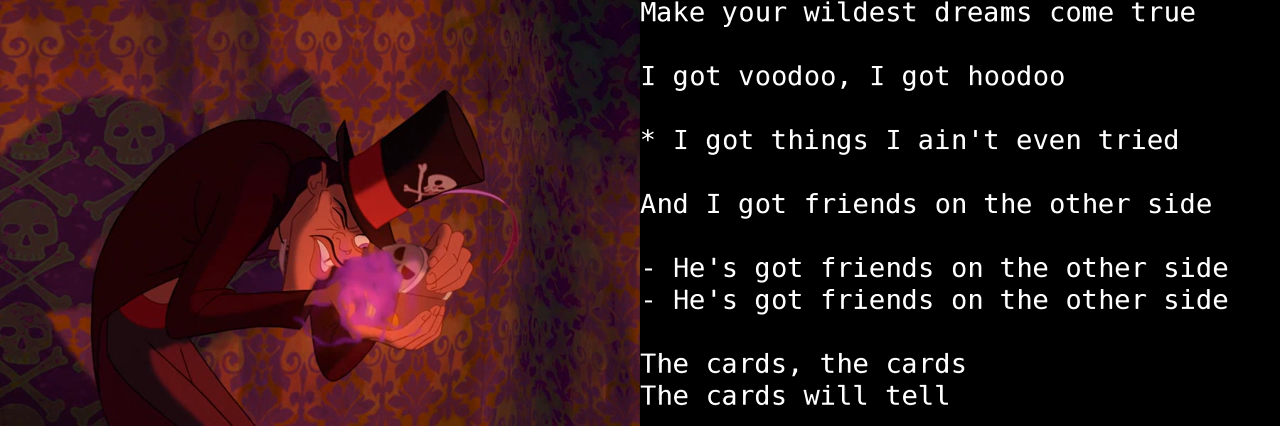 Make your wildest dreams come true
I got voodoo, I got hoodoo
* I got things I ain't even tried
And I got friends on the other side
- He's got friends on the other side
- He's got friends on the other side
The cards, the cards
The cards will tell